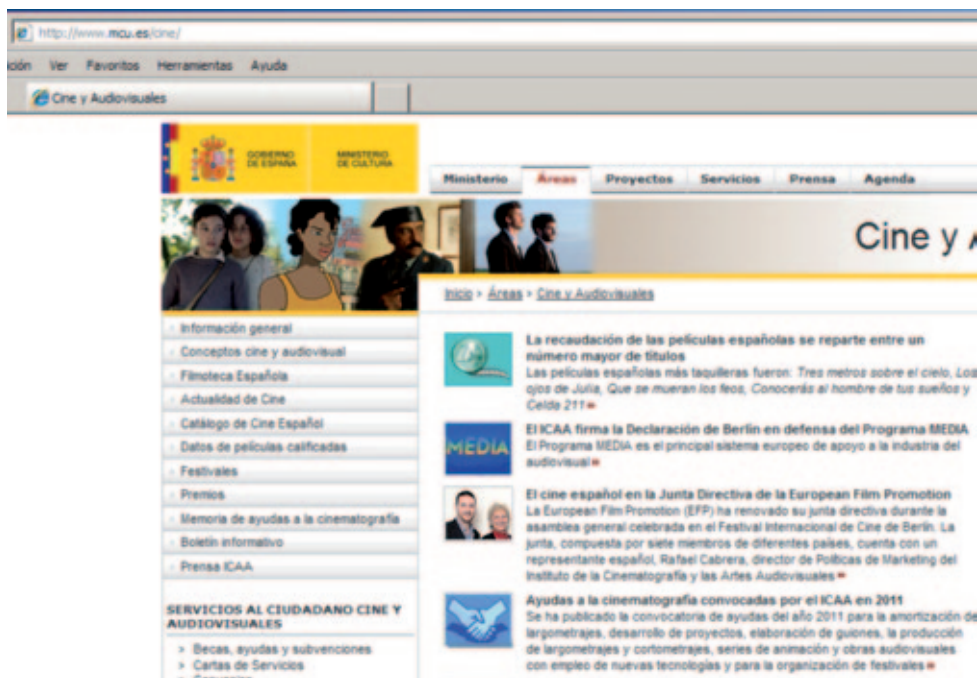 http://www.mcu.es/cine/
Ver Favoritos Herramientas Ayuda
Cine y Audiovisuales
GOBIERNO
DE ESPAÑA
MINISTERIO
DE CULTURA
Ministerio Áreas Proyectos Servicios Prensa Agenda
Cine y
Inicio > Áreas > Cine y Audiovisuales
Información general
Conceptos cine y audiovisual
Filmoteca Española
Actualidad de Cine
Catálogo de Cine Español
Datos de películas calificadas
Festivales
Premios
Memoria de ayudas a la cinematografía
Boletín informativo
Prensa ICAA
SERVICIOS AL CIUDADANO CINE Y
AUDIOVISUALES
> Becas, ayudas y subvenciones
> Cartas de Servicios
La recaudación de las películas españolas se reparte entre un
número mayor de títulos
Las películas españolas más taquilleras fueron: Tres metros sobre el cielo, Los
ojos de Julia, Que se mueran los feos, Conocerás al hombre de tus sueños y
Celda 211
MEDIA
El ICAA firma la Declaración de Berlín en defensa del Programa MEDIA
El Programa MEDIA es el principal sistema europeo de apoyo a la industria del
audiovisual
El cine español en la Junta Directiva de la European Film Promotion
La European Film Promotion (EFP) ha renovado su junta directiva durante la
asamblea general celebrada en el Festival Internacional de Cine de Berlín. La
junta, compuesta por siete miembros de diferentes países, cuenta con un
representante español, Rafael Cabrera, director de Políticas de Marketing del
Instituto de la Cinematografía y las Artes Audiovisuales
Ayudas a la cinematografía convocadas por el ICAA en 2011
Se ha publicado la convocatoria de ayudas del año 2011 para la amortización de
largometrajes, desarrollo de proyectos, elaboración de guiones, la producción
de largometrajes y cortometrajes, series de animación y obras audiovisuales
con empleo de nuevas tecnologías y para la organización de festivales